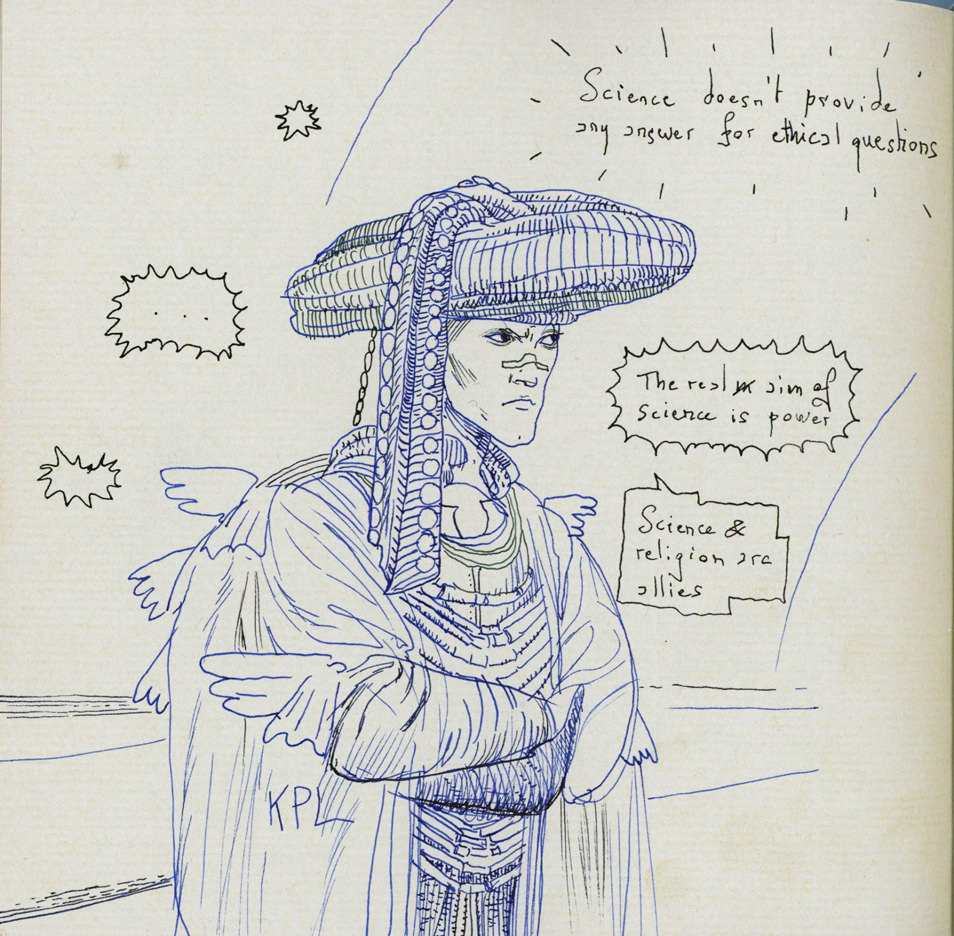 Science doesn't provide
any answer for ethical questions
. . .
The real aim of
science is power
Science &
religion are
allies
KPL